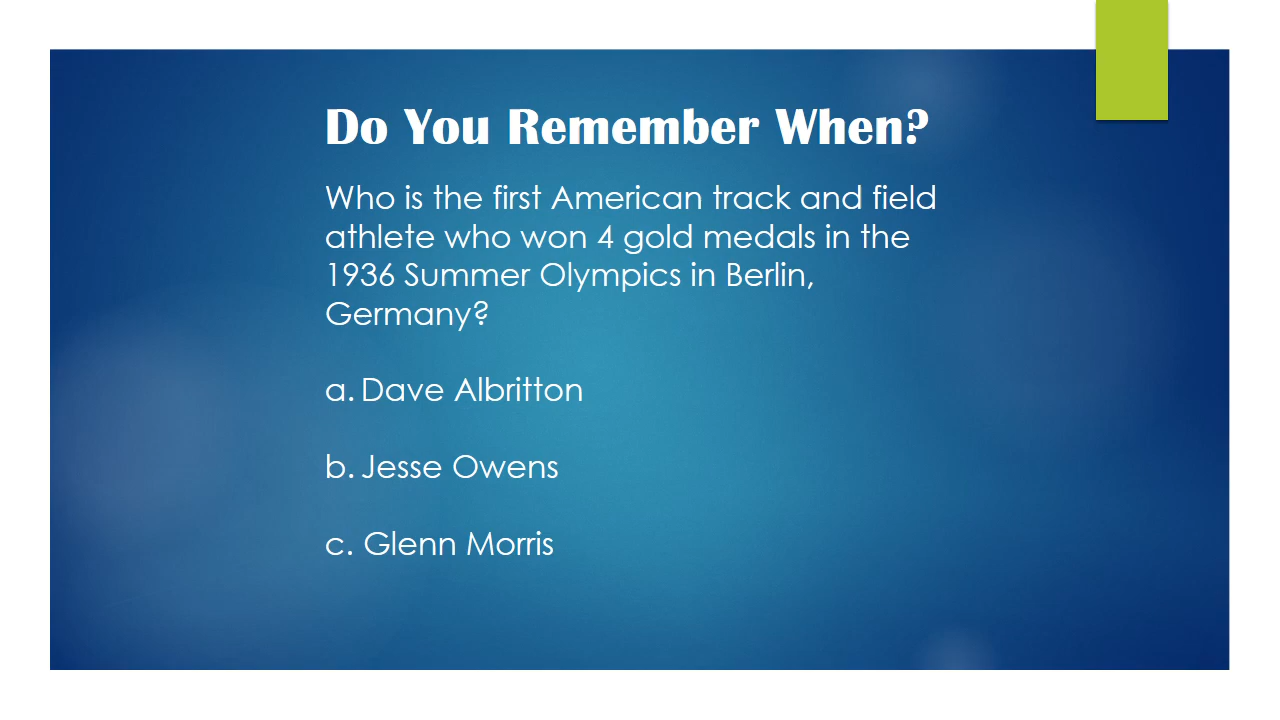 Do You Remember When?
Who is the first American track and field
athlete who won 4 gold medals in the
1936 Summer Olympics in Berlin,
Germany?
a. Dave Albritton
b. Jesse Owens
c. Glenn Morris